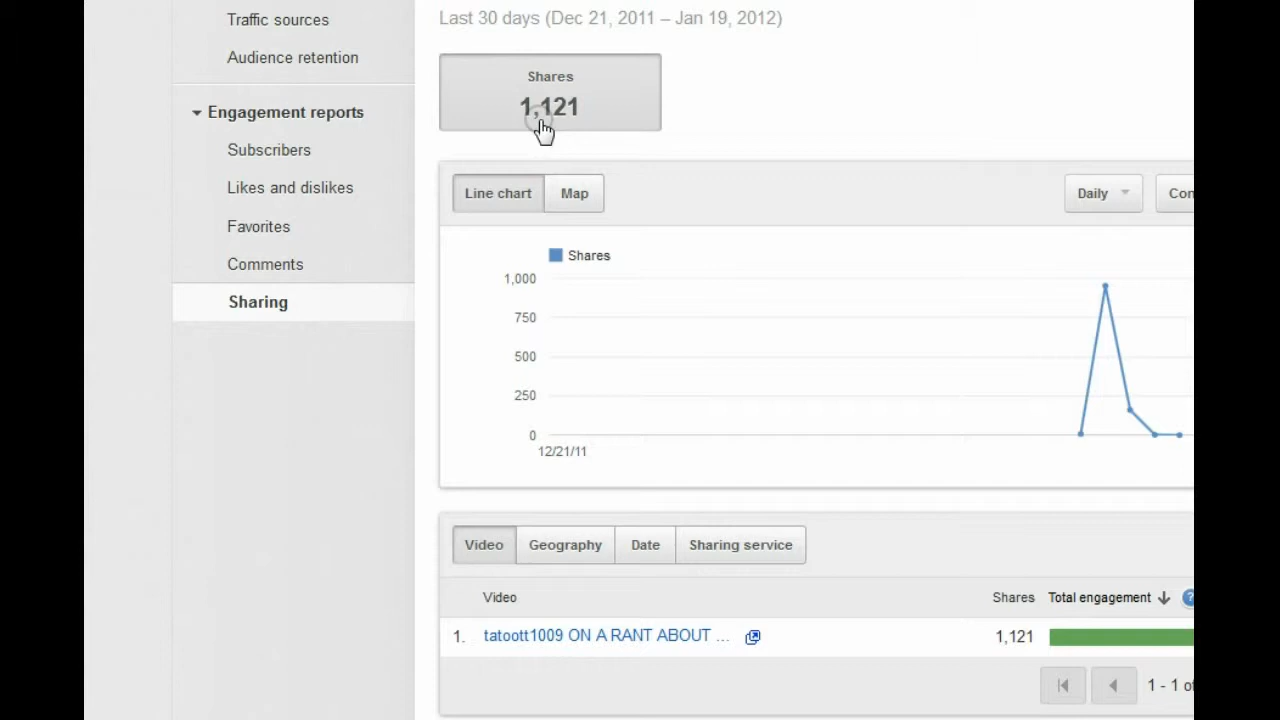 Traffic sources
Audience retention
Engagement reports
Subscribers
Likes and dislikes
Favorites
Comments
Sharing
Last 30 days (Dec 21, 2011 – Jan 19, 2012)
Shares
1,121
Line chart Map Daily
Shares
1,000
750
500
250
0
12/21/11
Video Geography Date Sharing service
Video Shares Total engagement ?
1. tatoott1009 ON A RANT ABOUT ... 1,121
1 - 1